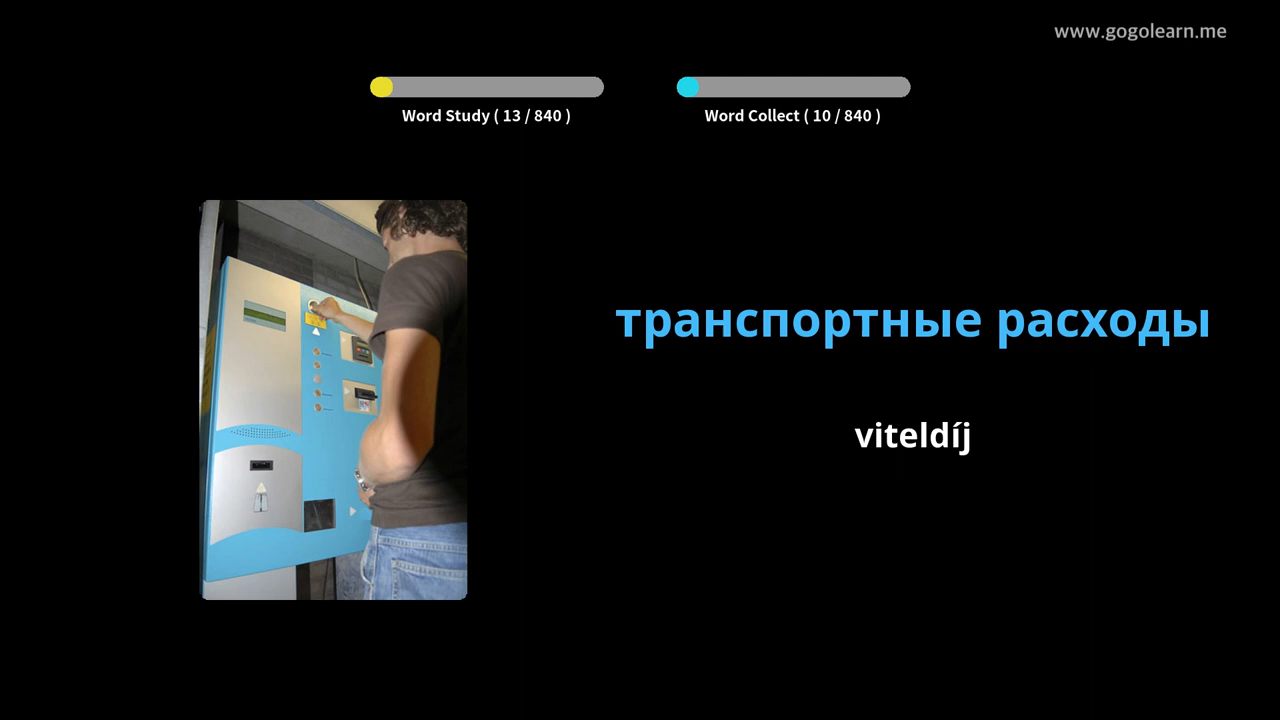 www.gogolearn.me
Word Study ( 13 / 840 )
Word Collect ( 10 / 840 )
транспортные расходы
viteldíj